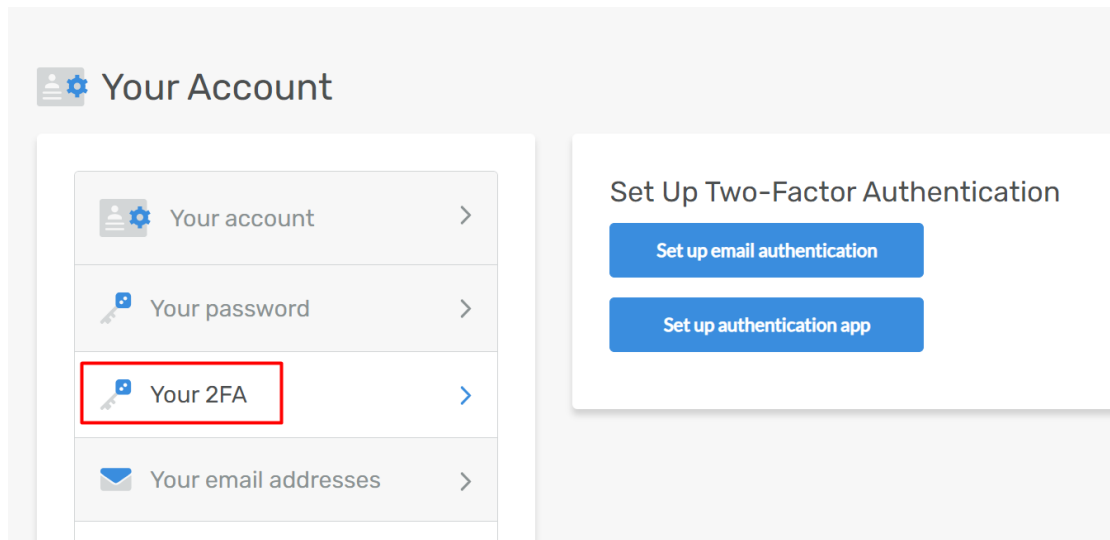 Your Account
Your account
Your password
Your 2FA
Your email addresses
Set Up Two-Factor Authentication
Set up email authentication
Set up authentication app